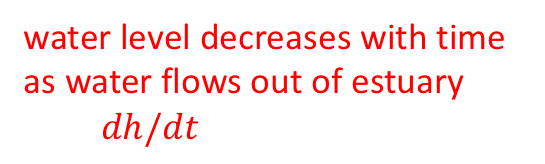 water level decreases with time
as water flows out of estuary
dh/dt